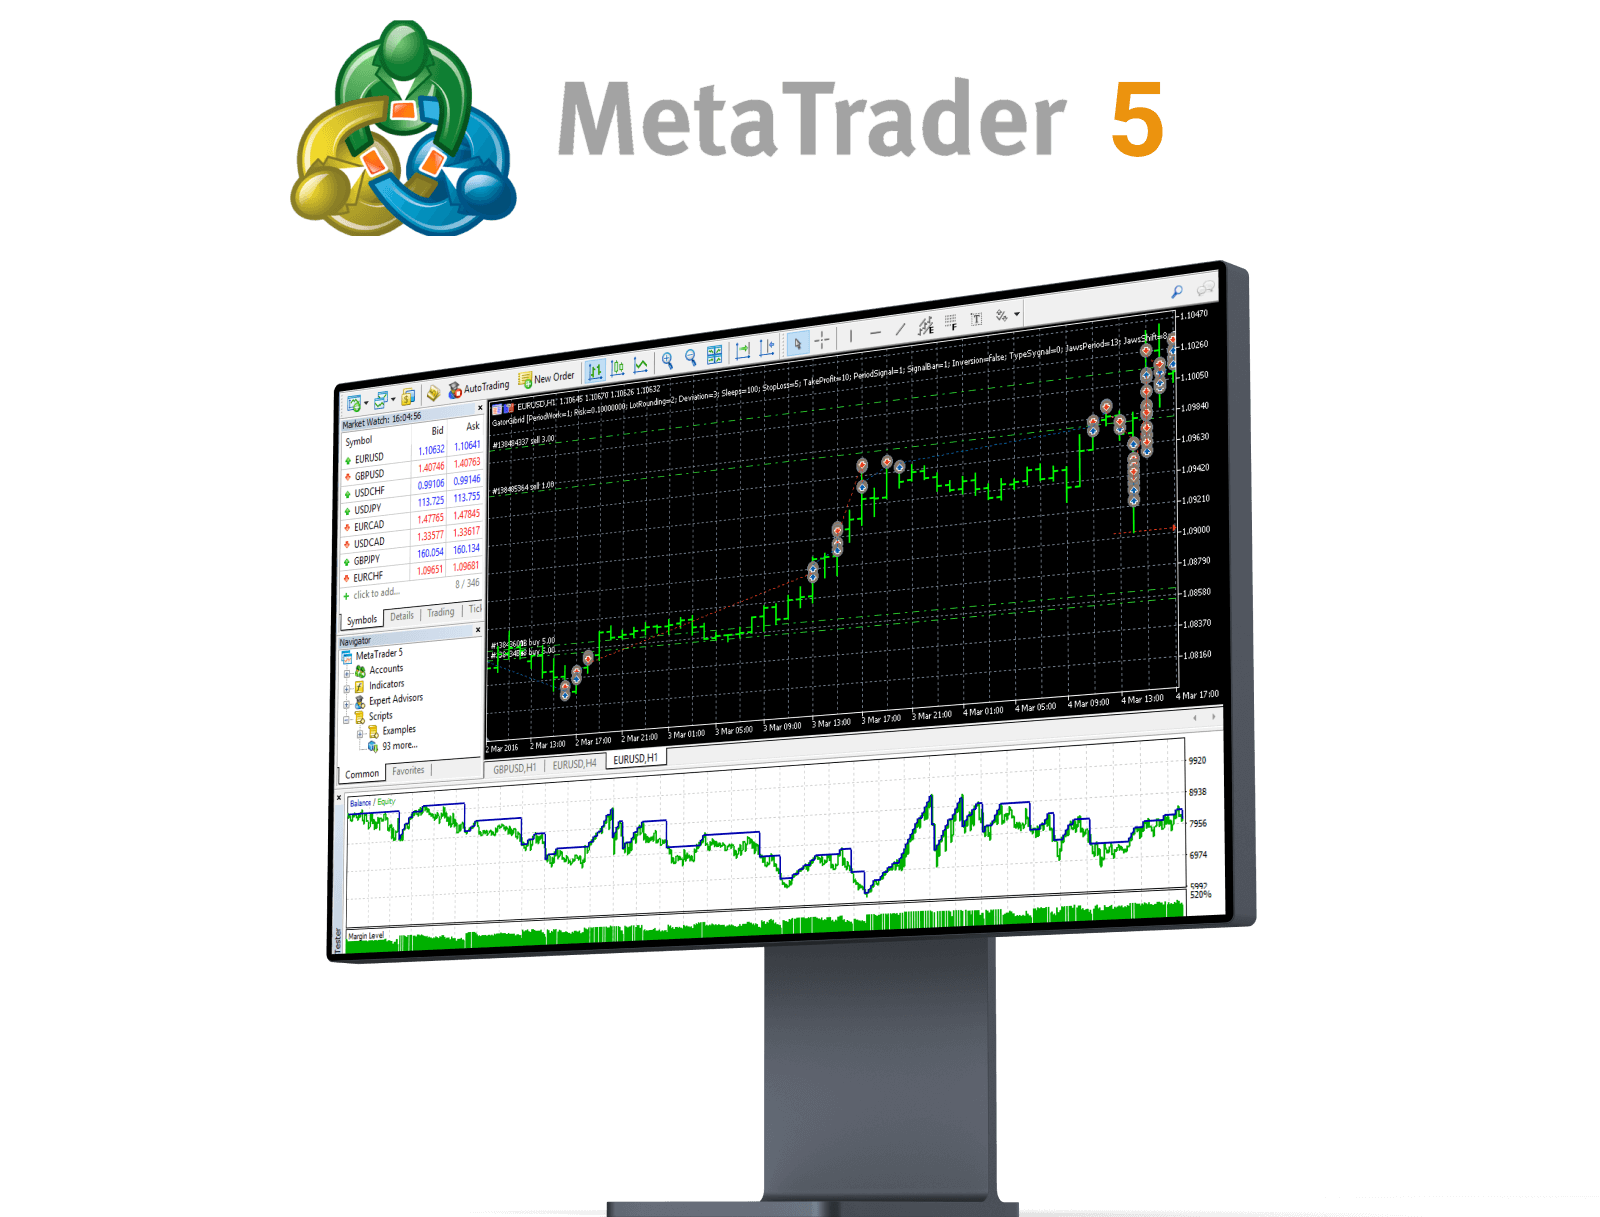 MetaTrader 5
AutoTrading
New Order
Market Watch: 16:04:56
Symbol Bid Ask
EURUSD 1.10632 1.10641
GBPUSD 1.40746 1.40763
USDCHF 0.99106 0.99146
USDJPY 113.725 113.755
EURCAD 1.47765 1.47845
USDCAD 1.33577 1.33617
GBPJPY 160.054 160.134
EURCHF 1.09651 1.09681
click to add... 8 / 346
Symbols Details Trading Tick
Navigator
MetaTrader 5
Accounts
Indicators
Expert Advisors
Scripts
Examples
93 more...
Common Favorites
EURUSD,H1 1.10645 1.10670 1.10626 1.10632
GatorGibrid [PeriodWork=1; Risk=0.10000000; LotRounding=2; Deviation=3; Sleeps=100; StopLoss=5; TakeProfit=10; PeriodSignal=1; SignalBar=1; Inversion=false; TypeSygnal=0; JawsPeriod=13; JawsShift=8;
#138484337 sell 3.00
#138485364 sell 1.00
buy 5.00
1.10470
1.10260
1.10050
1.09840
1.09630
1.09420
1.09210
1.09000
1.08790
1.08580
1.08370
1.08160
2 Mar 2016 2 Mar 13:00 2 Mar 17:00 2 Mar 21:00 3 Mar 01:00 3 Mar 05:00 3 Mar 09:00 3 Mar 13:00 3 Mar 17:00 3 Mar 21:00 4 Mar 01:00 4 Mar 05:00 4 Mar 09:00 4 Mar 13:00 4 Mar 17:00
GBPUSD,H1 EURUSD,H4 EURUSD,H1
Balance / Equity
9920
8938
7956
6974
5992
520%
Margin Level
Tester